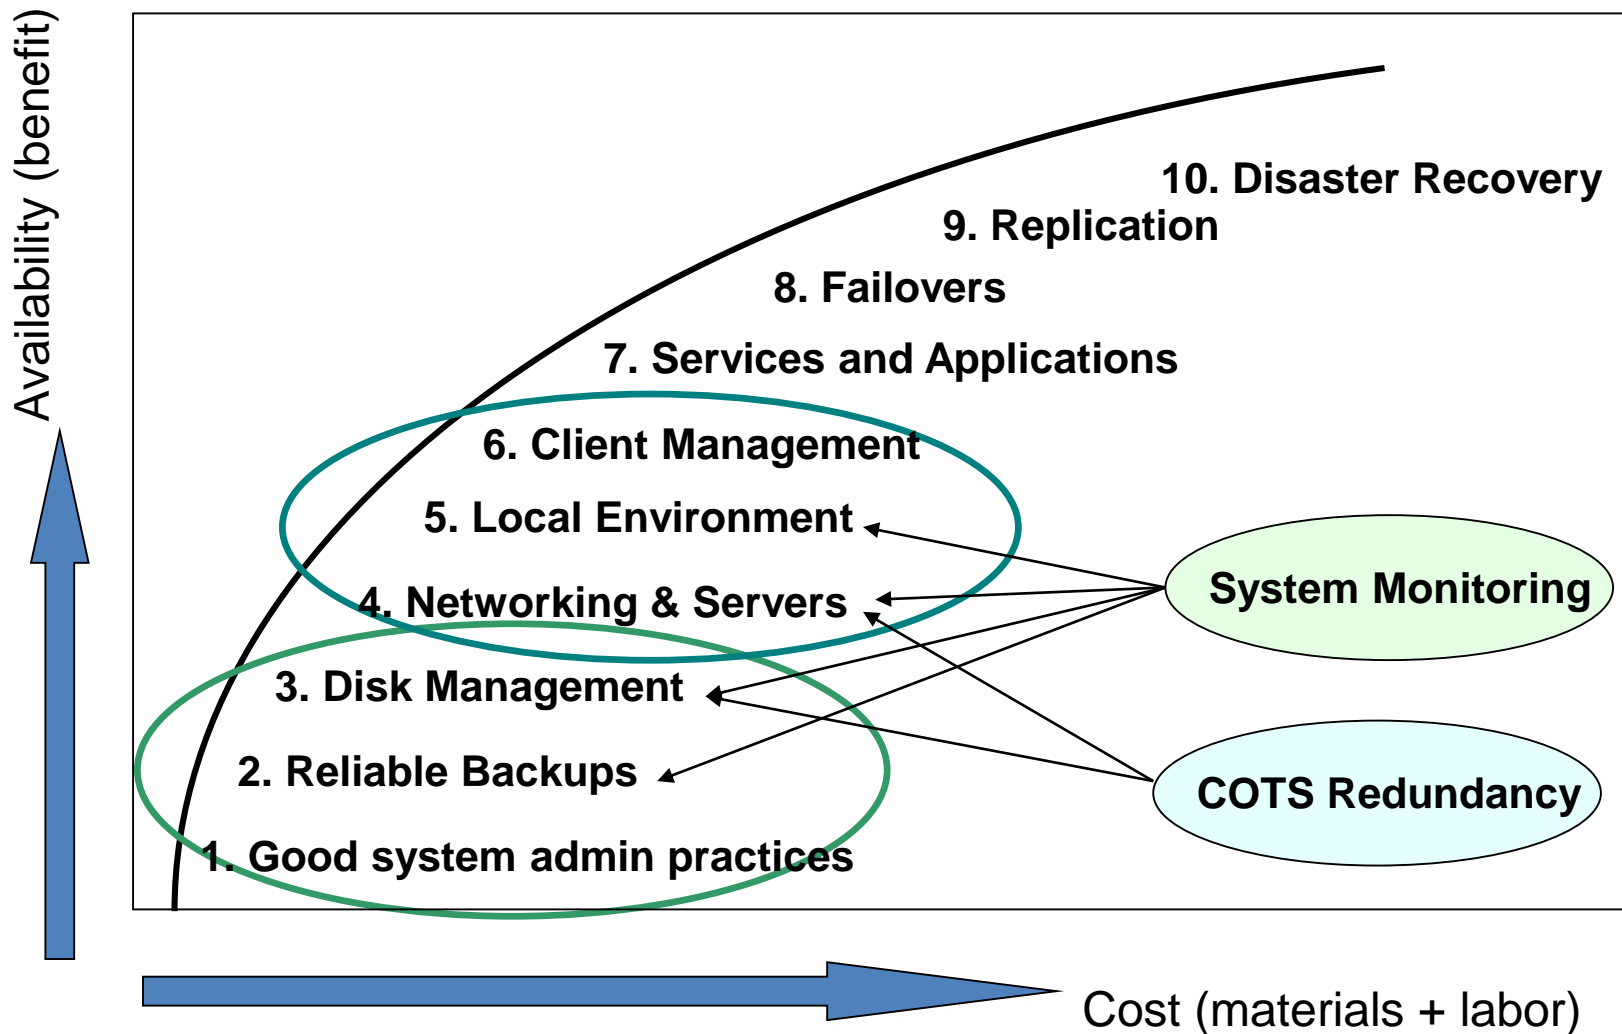 Availability (benefit)
10. Disaster Recovery
9. Replication
8. Failovers
7. Services and Applications
6. Client Management
5. Local Environment
4. Networking & Servers
System Monitoring
3. Disk Management
2. Reliable Backups
COTS Redundancy
1. Good system admin practices
Cost (materials + labor)